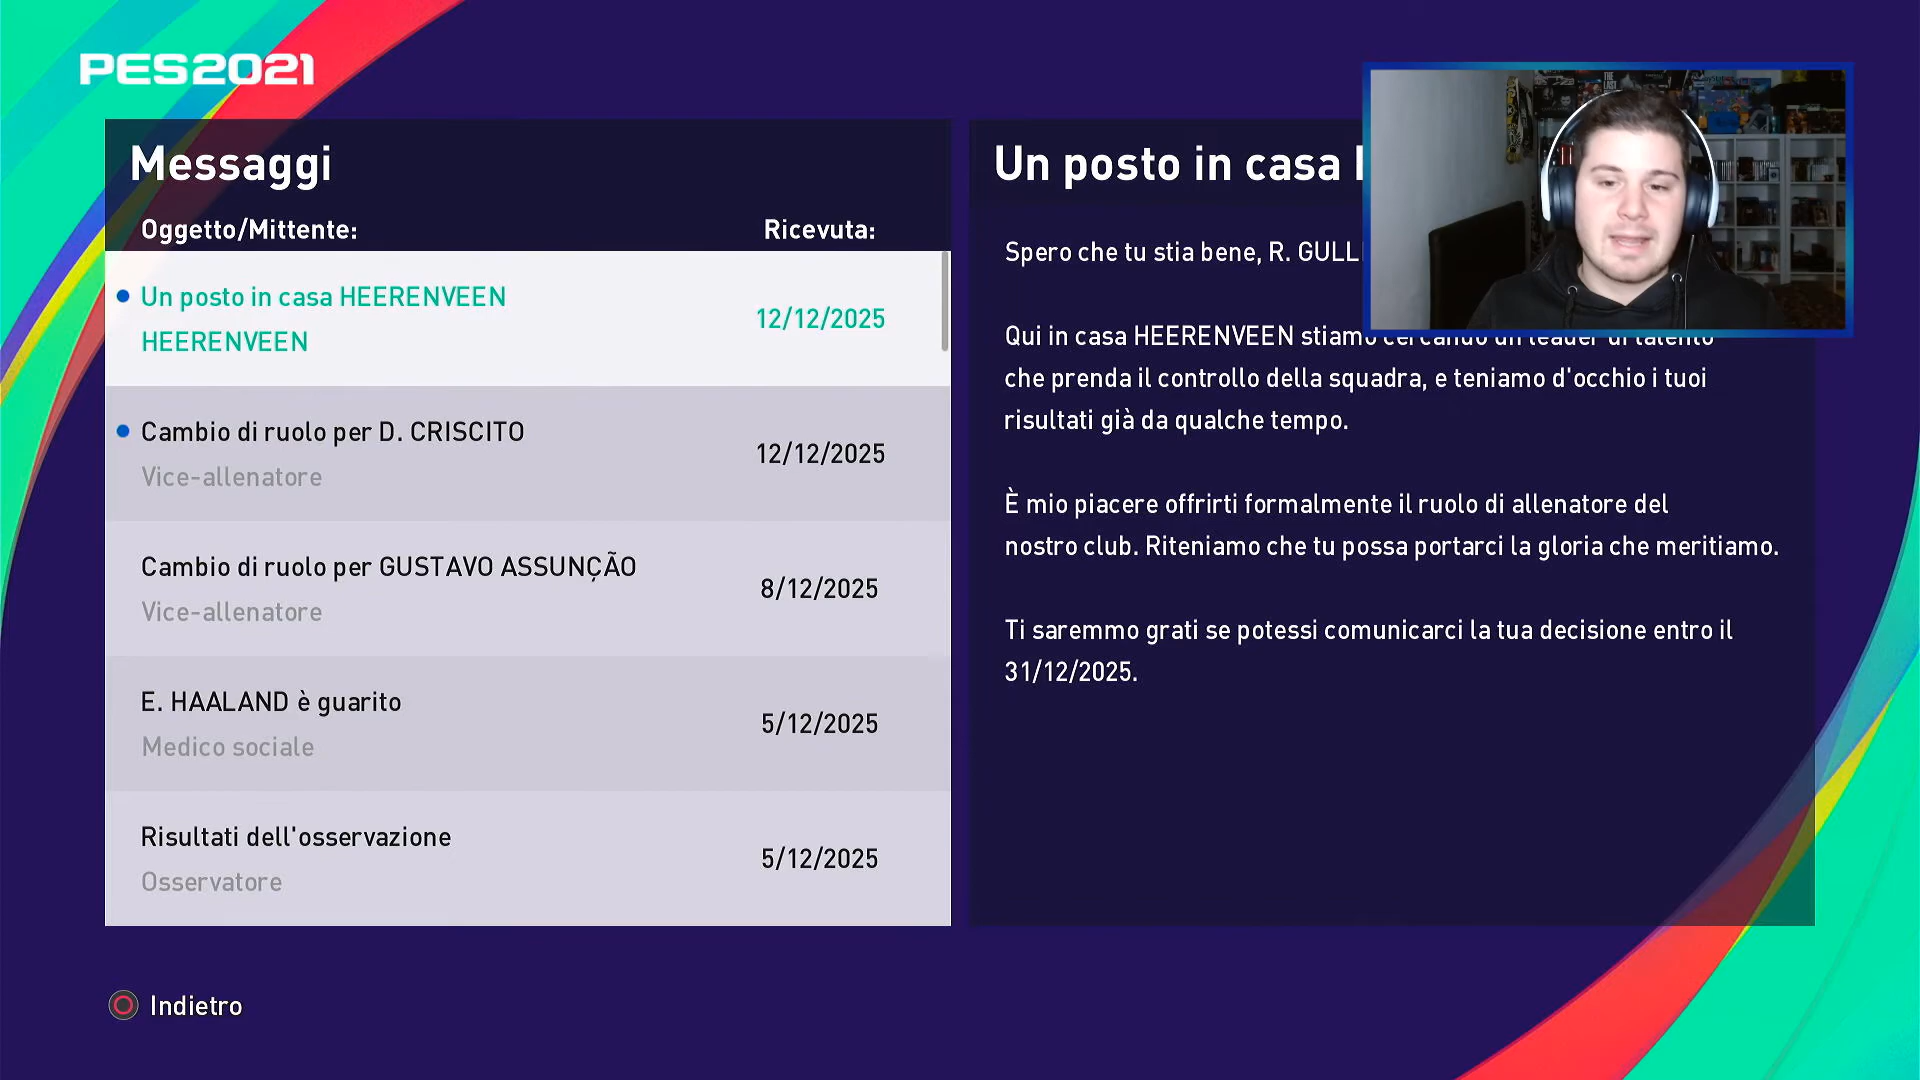 PES2021
Messaggi
Oggetto/Mittente: Ricevuta:
Un posto in casa HEERENVEEN
HEERENVEEN
12/12/2025
Cambio di ruolo per D. CRISCITO
Vice-allenatore
12/12/2025
Cambio di ruolo per GUSTAVO ASSUNÇÃO
Vice-allenatore
8/12/2025
E. HAALAND è guarito
Medico sociale
5/12/2025
Risultati dell'osservazione
Osservatore
5/12/2025
Un posto in casa
Spero che tu stia bene, R. GULL
Qui in casa HEERENVEEN stiamo cercando un leader di talento
che prenda il controllo della squadra, e teniamo d'occhio i tuoi
risultati già da qualche tempo.
È mio piacere offrirti formalmente il ruolo di allenatore del
nostro club. Riteniamo che tu possa portarci la gloria che meritiamo.
Ti saremmo grati se potessi comunicarci la tua decisione entro il
31/12/2025.
Indietro